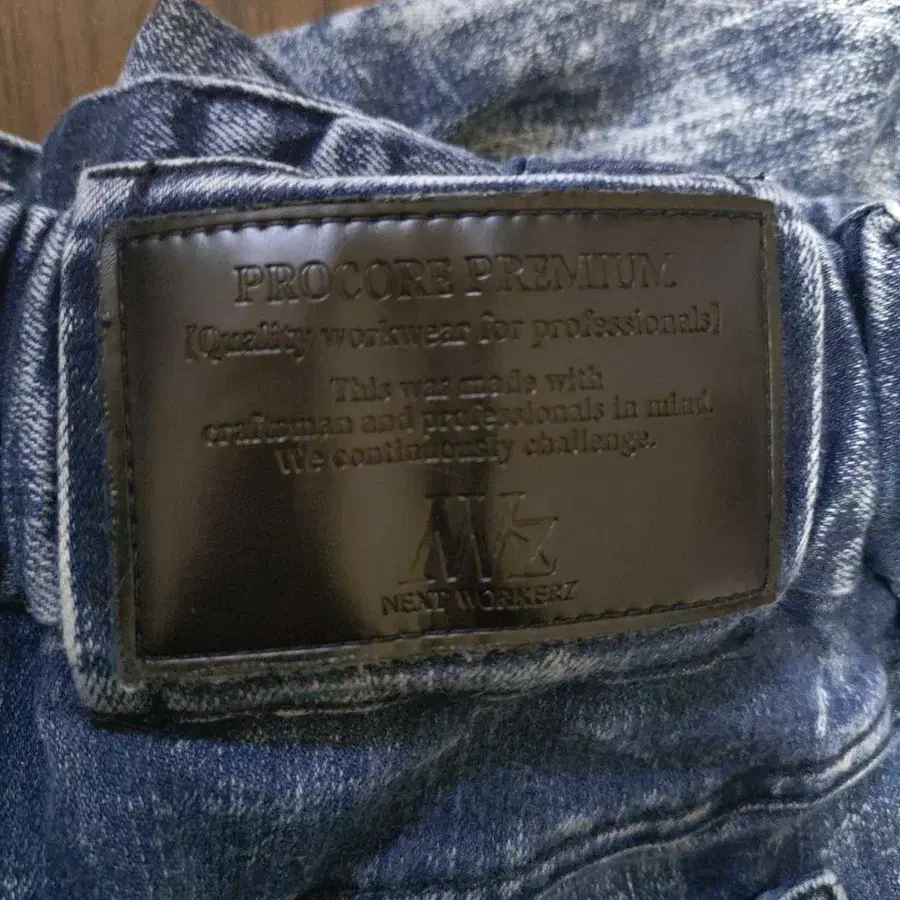 PROCORE PREMIUM
[Quality workwear for professionals]
This was made with
craftsman and professionals in mind.
We continuously challenge.
NWZ
NEXT WORKERZ